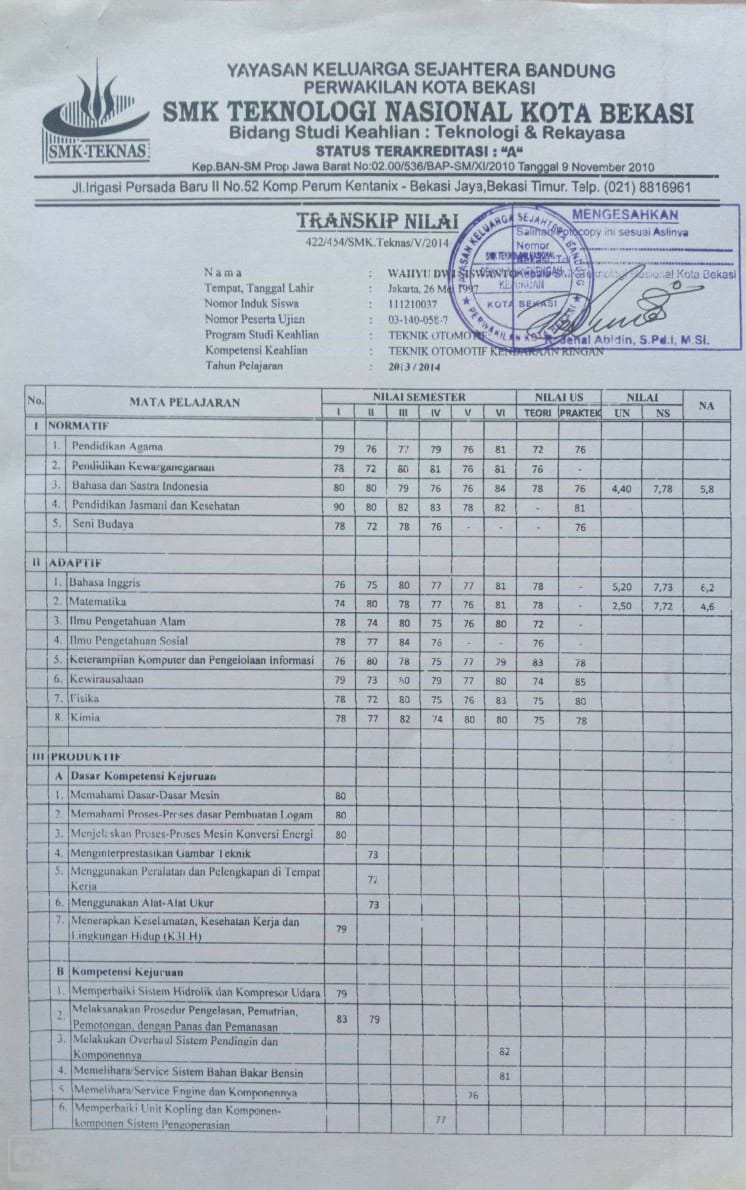 YAYASAN KELUARGA SEJAHTERA BANDUNG
PERWAKILAN KOTA BEKASI
SMK TEKNOLOGI NASIONAL KOTA BEKASI
Bidang Studi Keahlian : Teknologi & Rekayasa
STATUS TERAKREDITASI : "A"
SMK-TEKNAS
Kep.BAN-SM Prop Jawa Barat No:02.00/536/BAP-SM/XI/2010 Tanggal 9 November 2010
Jl.Irigasi Persada Baru II No.52 Komp.Perum Kentanix - Bekasi Jaya,Bekasi Timur. Telp. (021) 8816961
TRANSKIP NILAI
422/454/SMK.Teknas/V/2014
MENGESAHKAN
Salinan/Fotocopy ini sesuai Aslinya
Nomor
Bekasi, Tgl
Nasional Kota Bekasi
Abidin, S.Pd.I, M.SI.
YAYASAN KELUARGA SEJAHTERA BANDUNG
PERWAKILAN KOTA BEKASI
KOTA BEKASI
N a m a : WAHYU DWI SISWANTO
Tempat, Tanggal Lahir : Jakarta, 26 Mei 1997
Nomor Induk Siswa : 111210037
Nomor Peserta Ujian : 03-140-058-7
Program Studi Keahlian : TEKNIK OTOMOTIF
Kompetensi Keahlian : TEKNIK OTOMOTIF KENDARAAN RINGAN
Tahun Pelajaran : 2013 / 2014
No. MATA PELAJARAN NILAI SEMESTER NILAI US NILAI NA
I II III IV V VI TEORI PRAKTEK UN NS
I NORMATIF
1. Pendidikan Agama 79 76 77 79 76 81 72 76
2. Pendidikan Kewarganegaraan 78 72 80 81 76 81 76 -
3. Bahasa dan Sastra Indonesia 80 80 79 76 76 84 78 76 4,40 7,78 5,8
4. Pendidikan Jasmani dan Kesehatan 90 80 82 83 78 82 - 81
5. Seni Budaya 78 72 78 76 - - - 76
II ADAPTIF
1. Bahasa Inggris 76 75 80 77 77 81 78 - 5,20 7,73 6,2
2. Matematika 74 80 78 77 76 81 78 - 2,50 7,72 4,6
3. Ilmu Pengetahuan Alam 78 74 80 75 76 80 72 -
4. Ilmu Pengetahuan Sosial 78 77 84 76 - - 76 -
5. Keterampilan Komputer dan Pengelolaan Informasi 76 80 78 75 77 79 83 78
6. Kewirausahaan 79 73 80 79 77 80 74 85
7. Fisika 78 72 80 75 76 83 75 80
8. Kimia 78 77 82 74 80 80 75 78
III PRODUKTIF
A Dasar Kompetensi Kejuruan
1. Memahami Dasar-Dasar Mesin 80
2. Memahami Proses-Proses dasar Pembuatan Logam 80
3. Menjelaskan Proses-Proses Mesin Konversi Energi 80
4. Menginterprestasikan Gambar Teknik 73
5. Menggunakan Peralatan dan Pelengkapan di Tempat
Kerja 72
6. Menggunakan Alat-Alat Ukur 73
7. Menerapkan Keselamatan, Kesehatan Kerja dan
Lingkungan Hidup (K3LH) 79
B Kompetensi Kejuruan
1. Memperbaiki Sistem Hidrolik dan Kompresor Udara 79
2. Melaksanakan Prosedur Pengelasan, Pematrian,
Pemotongan, dengan Panas dan Pemanasan 83 79
3. Melakukan Overhaul Sistem Pendingin dan
Komponennya 82
4. Memelihara/Service Sistem Bahan Bakar Bensin 81
5. Memelihara/Service Engine dan Komponennya 76
6. Memperbaiki Unit Kopling dan Komponen-
komponen Sistem Pengoperasian 77
CS